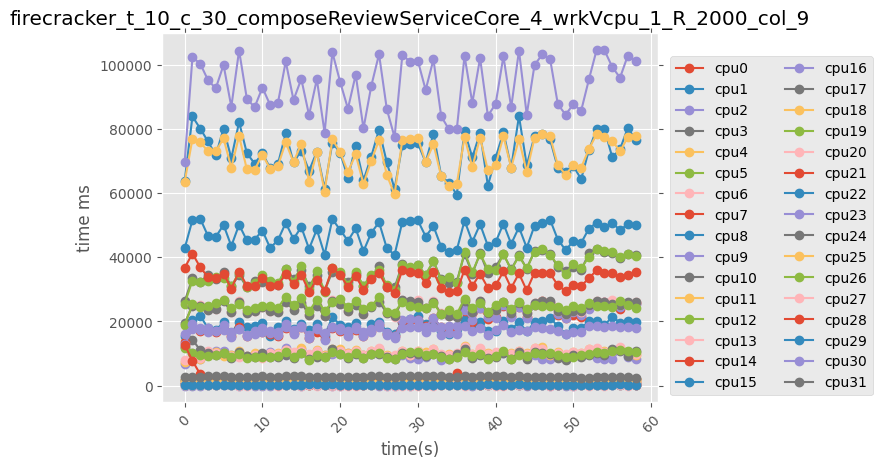 firecracker_t_10_c_30_composeReviewServiceCore_4_wrkVcpu_1_R_2000_col_9
time ms
100000
80000
60000
40000
20000
0
0
10
20
30
40
50
60
time(s)
cpu0
cpu1
cpu2
cpu3
cpu4
cpu5
cpu6
cpu7
cpu8
cpu9
cpu10
cpu11
cpu12
cpu13
cpu14
cpu15
cpu16
cpu17
cpu18
cpu19
cpu20
cpu21
cpu22
cpu23
cpu24
cpu25
cpu26
cpu27
cpu28
cpu29
cpu30
cpu31